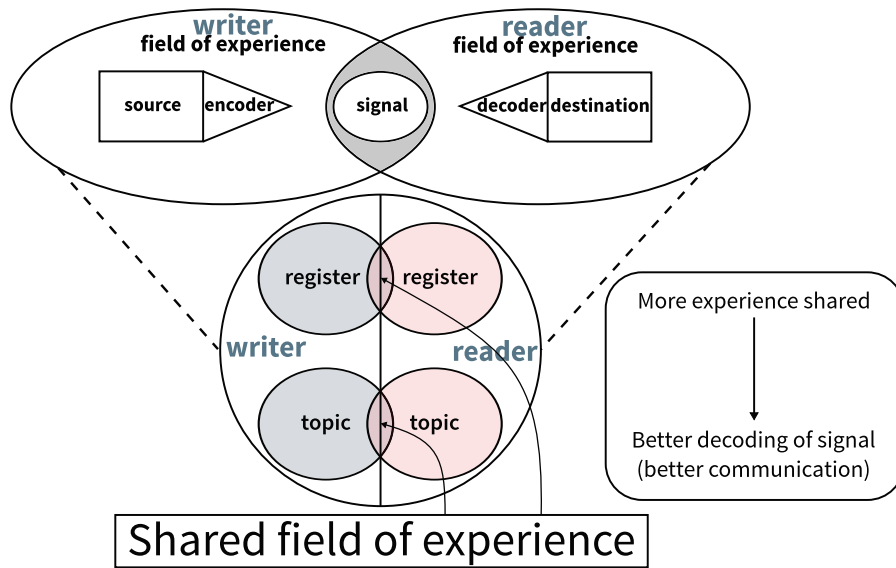 writer
field of experience
reader
field of experience
source
encoder
signal
decoder
destination
register
register
writer
reader
topic
topic
Shared field of experience
More experience shared
Better decoding of signal
(better communication)